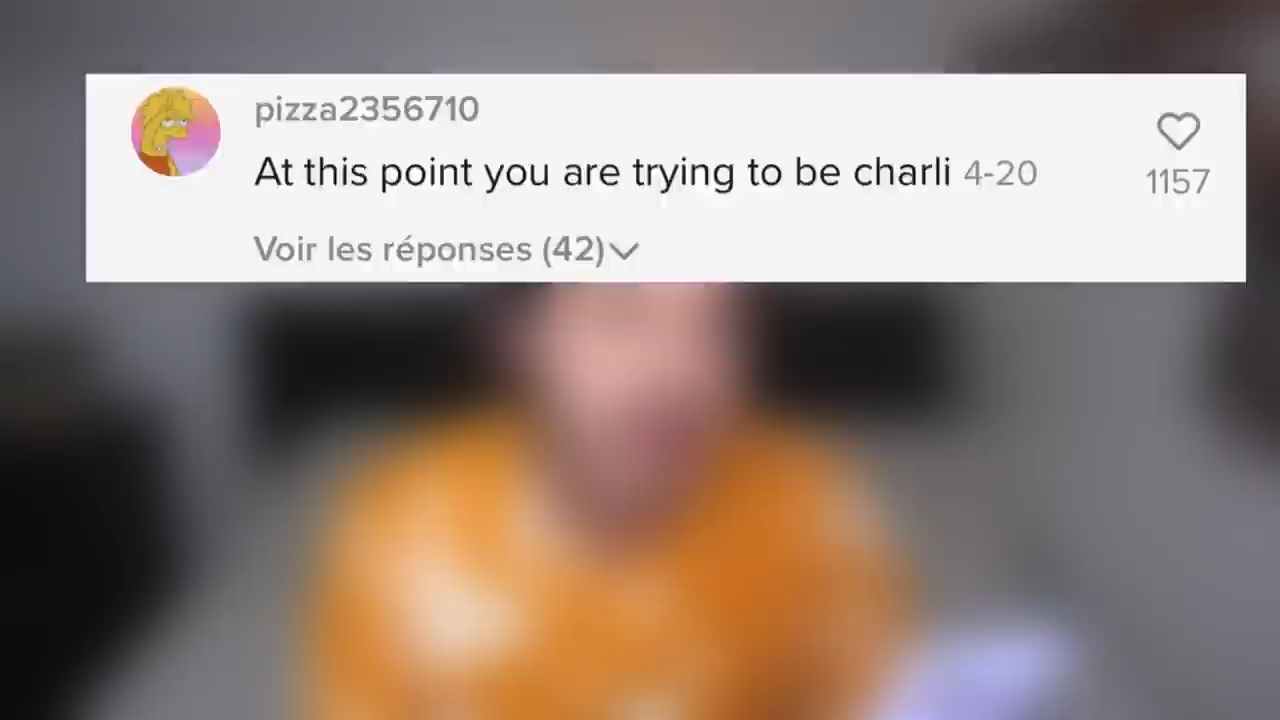 pizza2356710
At this point you are trying to be charli 4-20
1157
Voir les réponses (42)